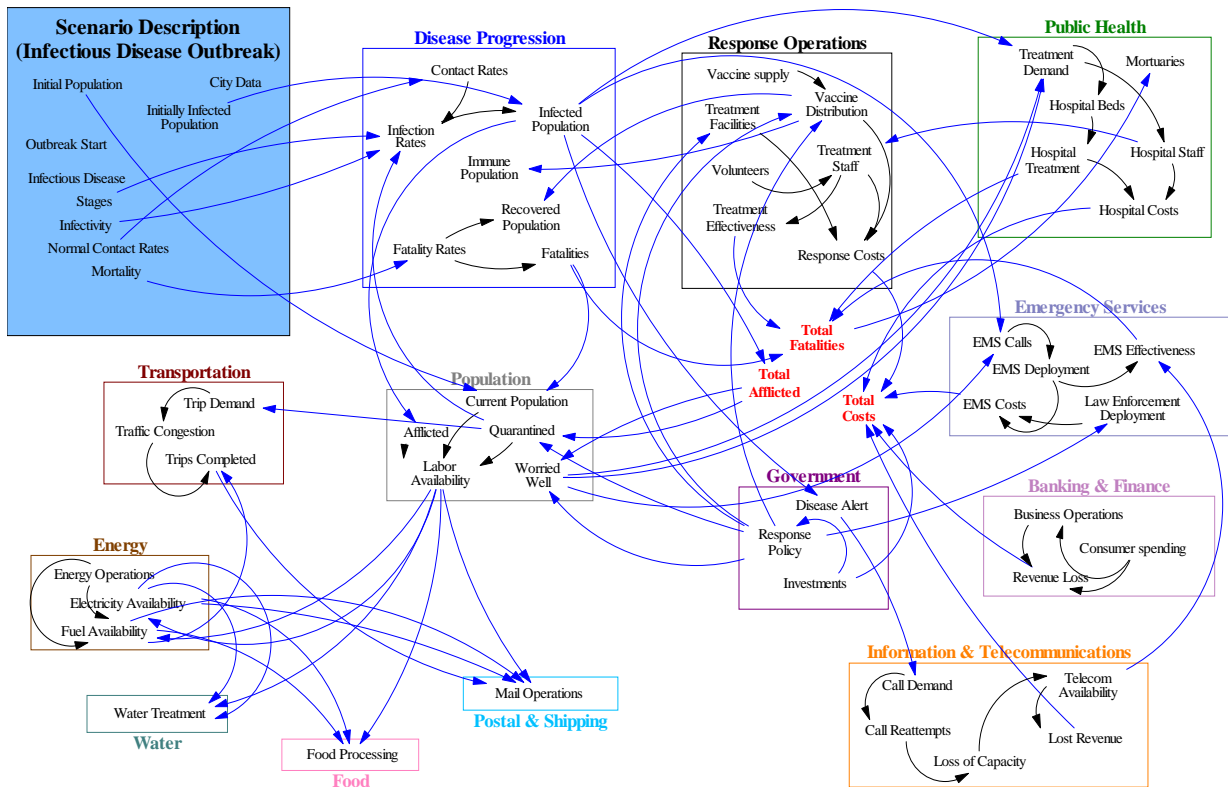 Scenario Description
(Infectious Disease Outbreak)
Initial Population
City Data
Initially Infected
Population
Outbreak Start
Infectious Disease
Stages
Infectivity
Normal Contact Rates
Mortality
Disease Progression
Contact Rates
Infected
Population
Infection
Rates
Immune
Population
Recovered
Population
Fatality Rates
Fatalities
Response Operations
Vaccine supply
Vaccine
Distribution
Treatment
Facilities
Treatment
Staff
Volunteers
Treatment
Effectiveness
Response Costs
Public Health
Treatment
Demand
Mortuaries
Hospital Beds
Hospital
Treatment
Hospital Staff
Hospital Costs
Total
Fatalities
Total
Afflicted
Total
Costs
Emergency Services
EMS Calls
EMS Effectiveness
EMS Deployment
EMS Costs
Law Enforcement
Deployment
Transportation
Trip Demand
Traffic Congestion
Trips Completed
Population
Current Population
Afflicted
Quarantined
Labor
Availability
Worried
Well
Government
Disease Alert
Response
Policy
Investments
Banking & Finance
Business Operations
Consumer spending
Revenue Loss
Energy
Energy Operations
Electricity Availability
Fuel Availability
Water Treatment
Water
Food Processing
Food
Mail Operations
Postal & Shipping
Information & Telecommunications
Call Demand
Telecom
Availability
Call Reattempts
Lost Revenue
Loss of Capacity